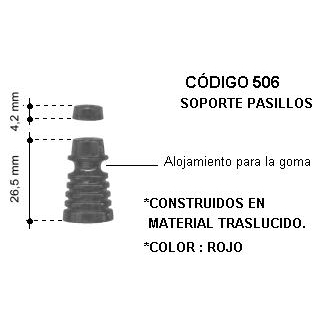 CÓDIGO 506
SOPORTE PASILLOS
4,2 mm
26,5 mm
Alojamiento para la goma
*CONSTRUIDOS EN
MATERIAL TRASLUCIDO.
*COLOR : ROJO